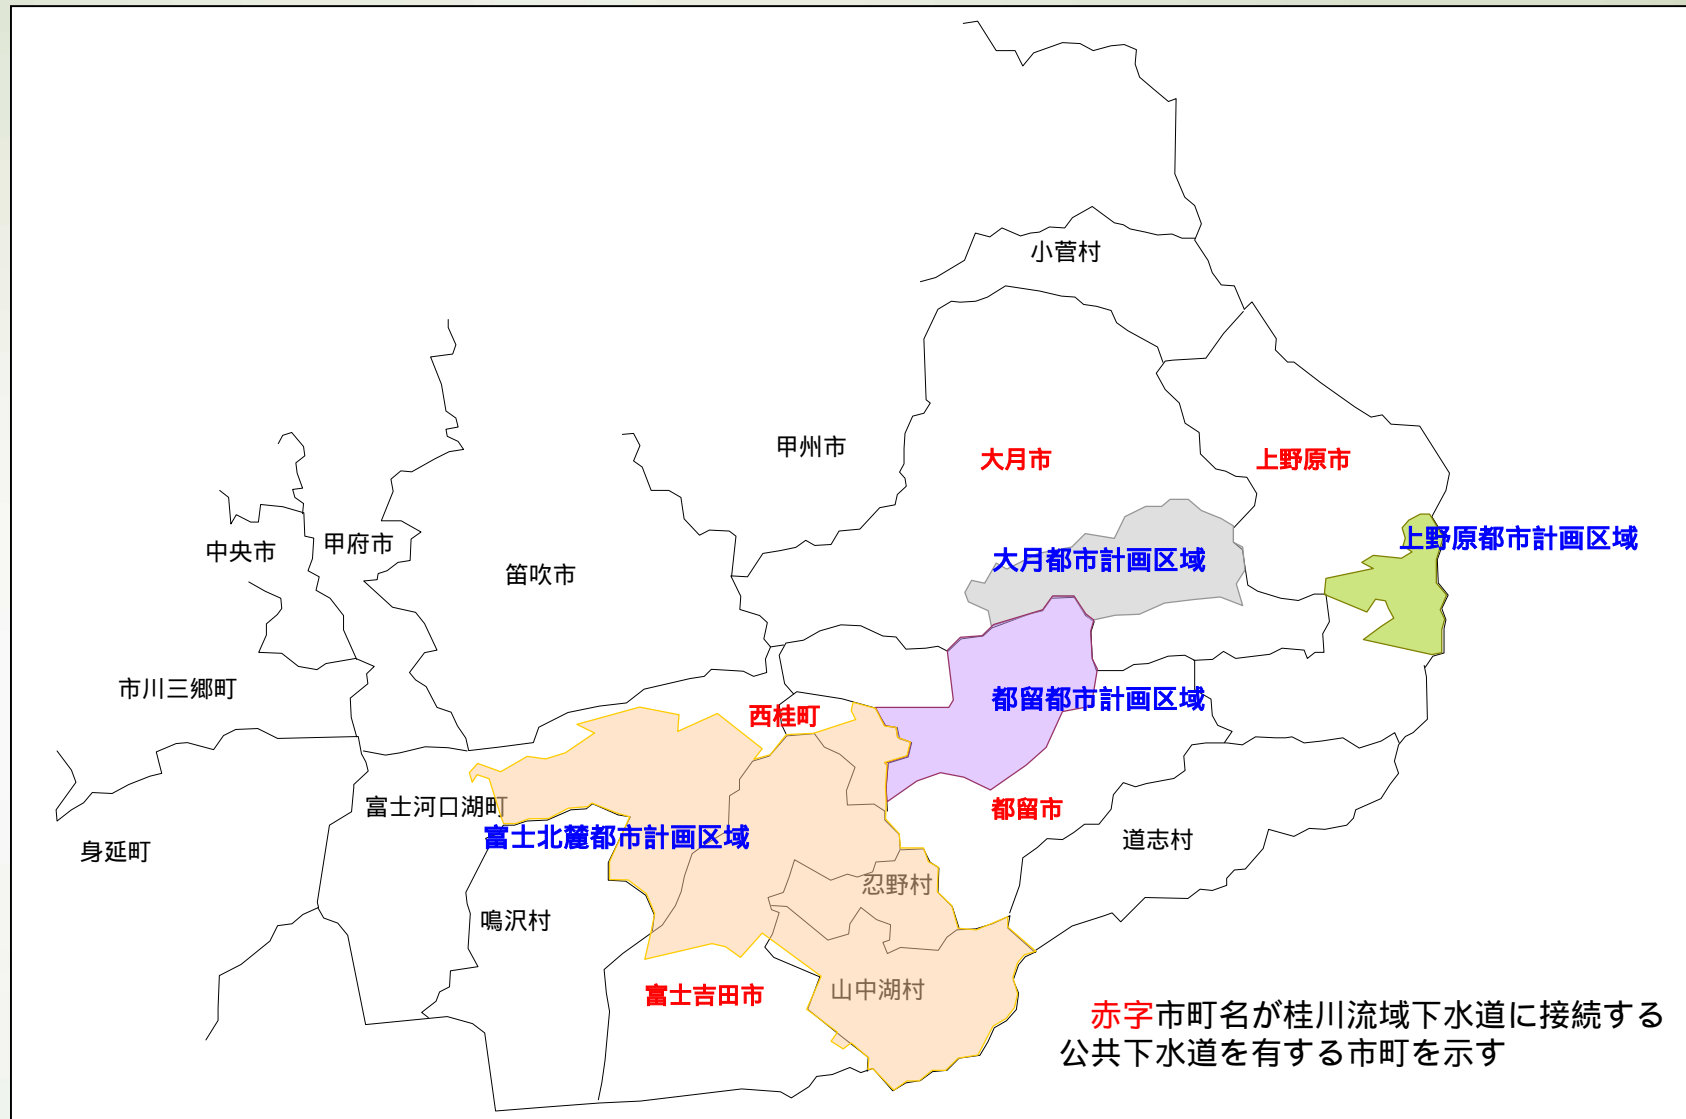 小菅村
甲州市
大月市
上野原市
上野原都市計画区域
中央市
甲府市
笛吹市
大月都市計画区域
市川三郷町
西桂町
都留都市計画区域
富士河口湖町
都留市
富士北麓都市計画区域
道志村
身延町
忍野村
鳴沢村
山中湖村
富士吉田市
赤字市町名が桂川流域下水道に接続する
公共下水道を有する市町を示す